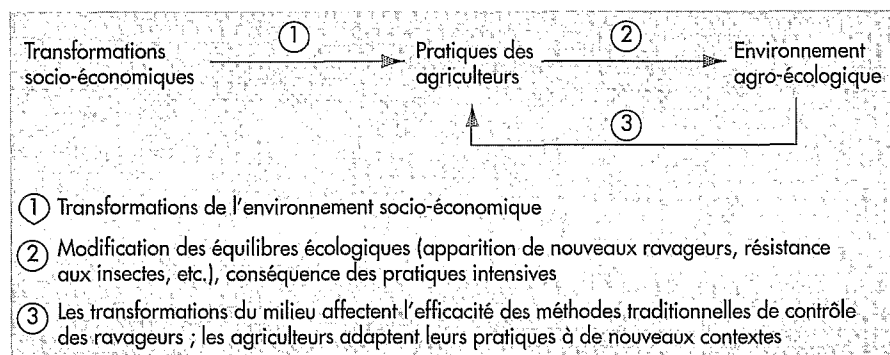 ①
②
Transformations
socio-économiques
Pratiques des
agriculteurs
Environnement
agro-écologique
③
① Transformations de l'environnement socio-économique
② Modification des équilibres écologiques (apparition de nouveaux ravageurs, résistance
aux insectes, etc.), conséquence des pratiques intensives
③ Les transformations du milieu affectent l'efficacité des méthodes traditionnelles de contrôle
des ravageurs ; les agriculteurs adaptent leurs pratiques à de nouveaux contextes